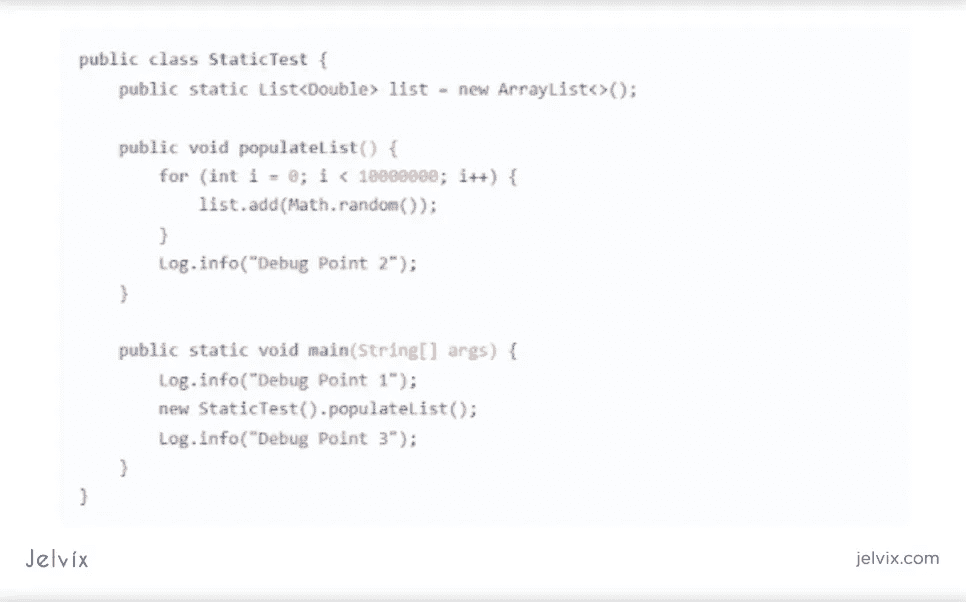 public class StaticTest {
    public static List<Double> list = new ArrayList<>();
    public void populateList() {
        for (int i = 0; i < 10000000; i++) {
            list.add(Math.random());
        }
        Log.info("Debug Point 2");
    }
    public static void main(String[] args) {
        Log.info("Debug Point 1");
        new StaticTest().populateList();
        Log.info("Debug Point 3");
    }
}
Jelvix
jelvix.com